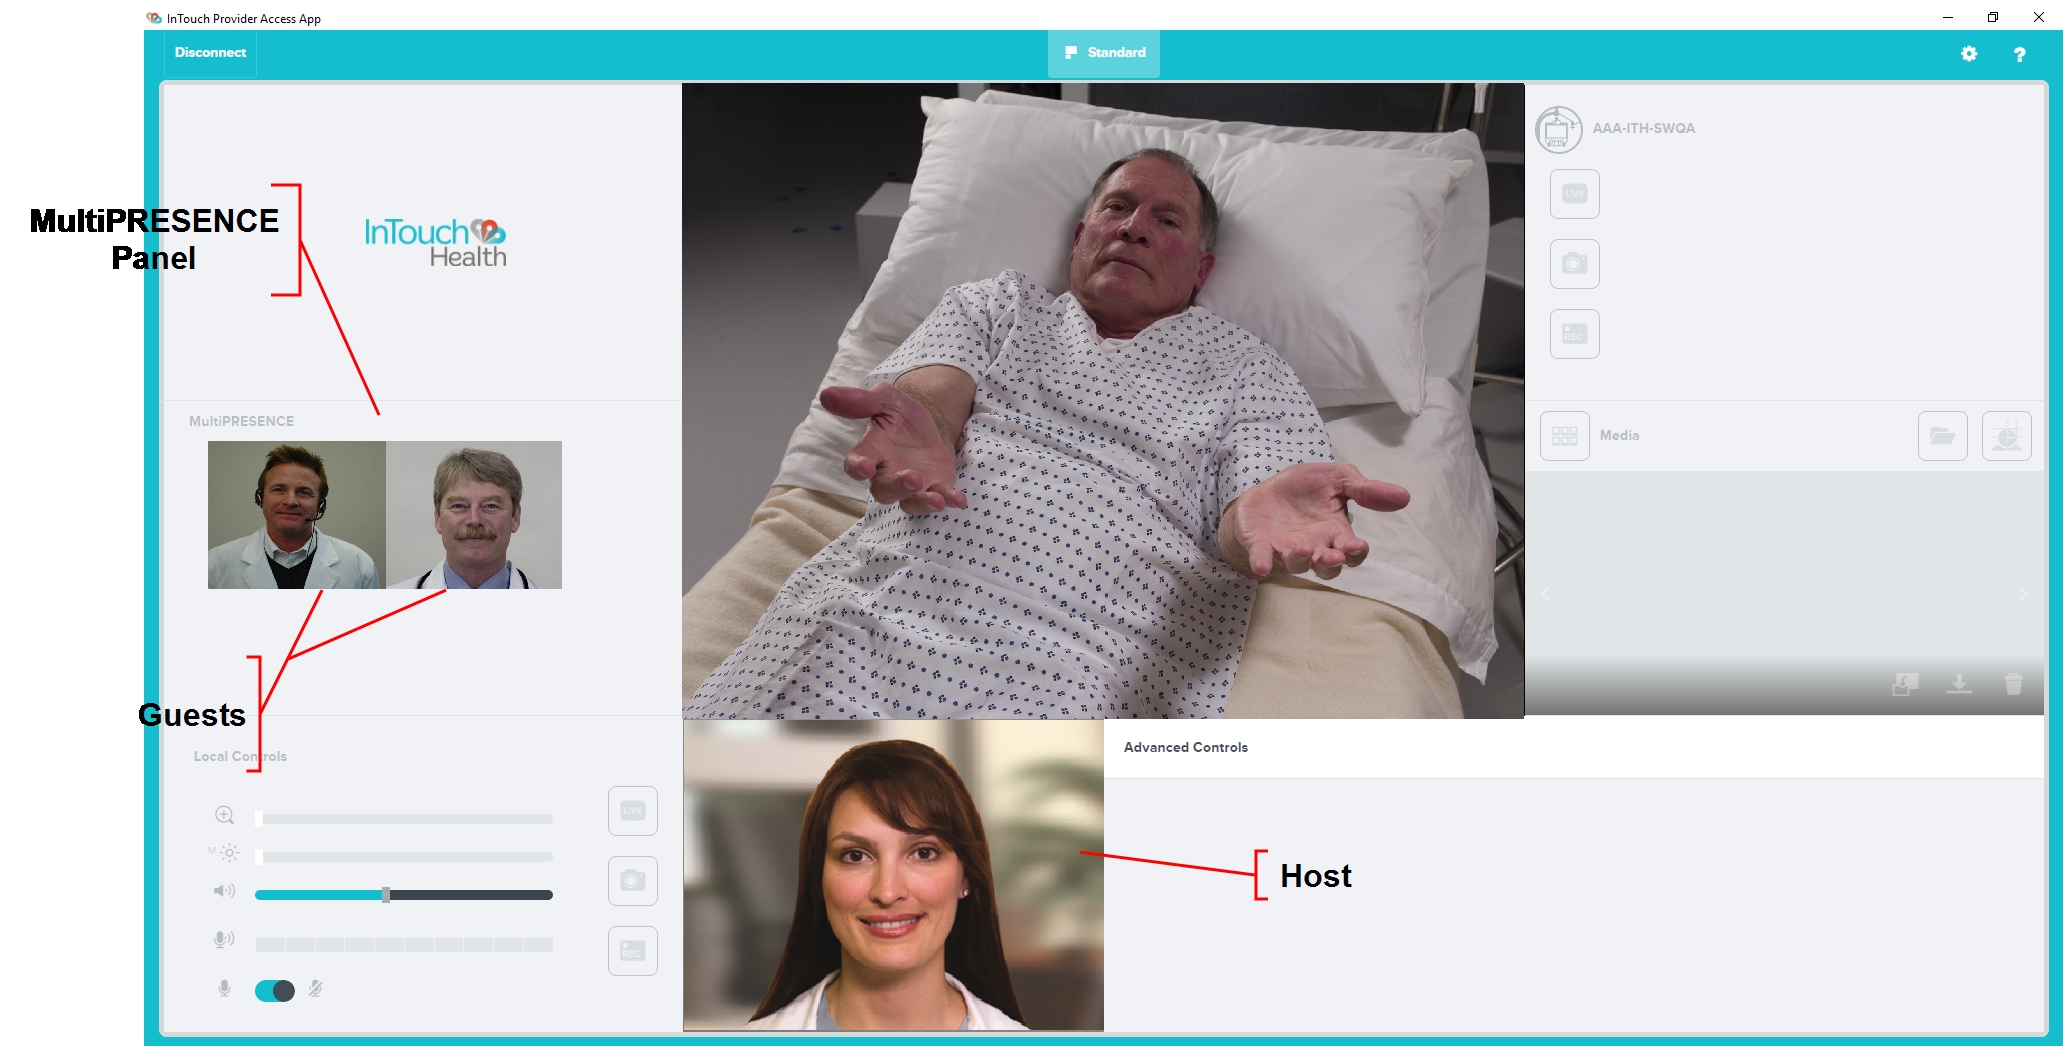 InTouch Provider Access App
Disconnect
Standard
?
AAA-ITH-SWQA
LIVE
REC
MultiPRESENCE
Panel
InTouch
Health
MultiPRESENCE
Media
Guests
Local Controls
M
LIVE
REC
Advanced Controls
Host